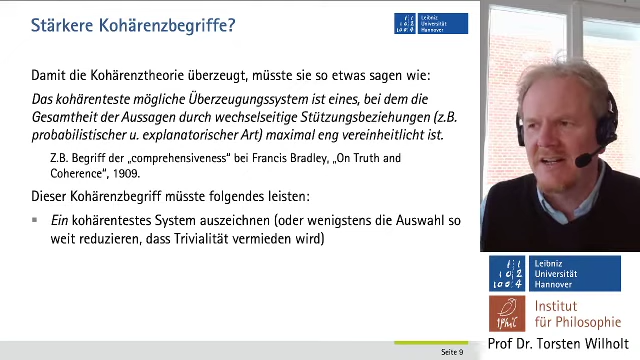 Stärkere Kohärenzbegriffe?
Leibniz
Universität
Hannover
Damit die Kohärenztheorie überzeugt, müsste sie so etwas sagen wie:
Das kohärenteste mögliche Überzeugungssystem ist eines, bei dem die
Gesamtheit der Aussagen durch wechselseitige Stützungsbeziehungen (z.B.
probabilistischer u. explanatorischer Art) maximal eng vereinheitlicht ist.
Z.B. Begriff der „comprehensiveness“ bei Francis Bradley, „On Truth and
Coherence“, 1909.
Dieser Kohärenzbegriff müsste folgendes leisten:
Ein kohärentestes System auszeichnen (oder wenigstens die Auswahl so
weit reduzieren, dass Trivialität vermieden wird)
Seite 9
Leibniz
Universität
Hannover
Institut
für Philosophie
Prof Dr. Torsten Wilholt